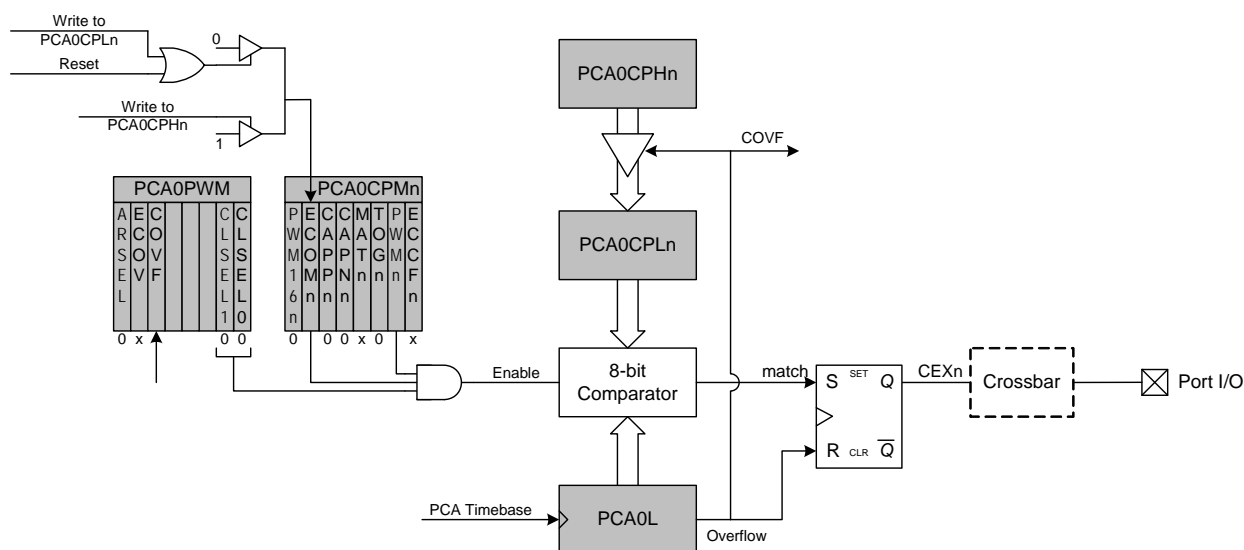 Write to
PCA0CPLn
Reset
0
Write to
PCA0CPHn
1
PCA0CPHn
COVF
PCA0PWM
ARSEL
ECOV
COVF
CLSEL1
CLSEL0
0 x 0 0
PCA0CPMn
PWM16n
ECOMn
CAPPn
CAPNn
MATn
TOGn
PWMn
ECCFn
0 0 0 x 0 x
PCA0CPLn
Enable
8-bit
Comparator
match
S SET Q
R CLR Q
CEXn
Crossbar
Port I/O
PCA Timebase
PCA0L
Overflow